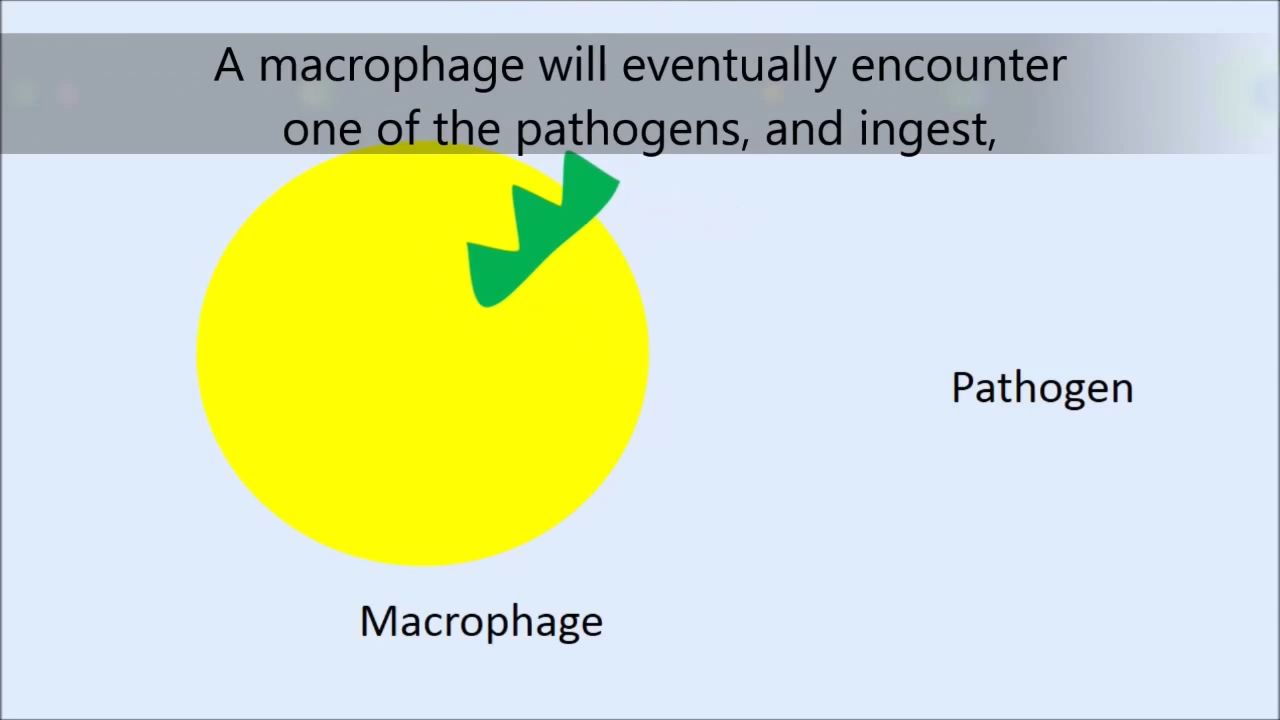 A macrophage will eventually encounter
one of the pathogens, and ingest,
Pathogen
Macrophage